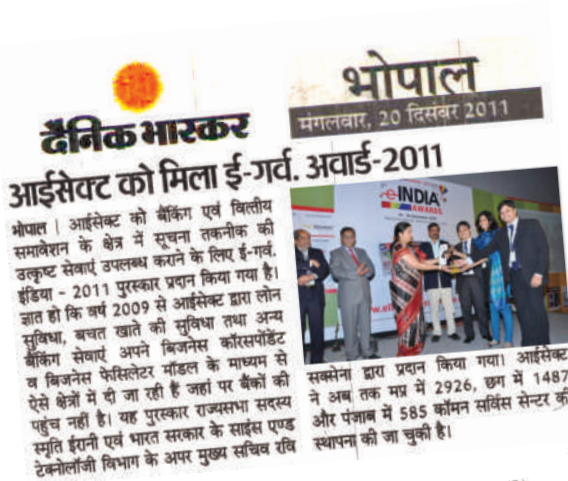 दैनिक भास्कर
भोपाल
मंगलवार, 20 दिसंबर 2011
आईसेक्ट को मिला ई-गर्व. अवार्ड-2011
भोपाल। आईसेक्ट को बैंकिंग एवं वित्तीय
समावेशन के क्षेत्र में सूचना तकनीक की
उत्कृष्ट सेवाएं उपलब्ध कराने के लिए ई-गर्व.
इंडिया - 2011 पुरस्कार प्रदान किया गया है।
ज्ञात हो कि वर्ष 2009 से आईसेक्ट द्वारा लोन
सुविधा, बचत खाते की सुविधा तथा अन्य
बैंकिंग सेवाएं अपने बिजनेस कॉरसपोंडेंट
व बिजनेस फेसिलेटर मॉडल के माध्यम से
ऐसे क्षेत्रों में दी जा रही हैं जहां पर बैंकों की
पहुंच नहीं है। यह पुरस्कार राज्यसभा सदस्य
स्मृति ईरानी एवं भारत सरकार के साइंस एण्ड
टेक्नोलॉजी विभाग के अपर मुख्य सचिव रवि
eINDIA
AWARDS
सक्सेना द्वारा प्रदान किया गया। आईसेक्ट
ने अब तक मप्र में 2926, छग में 1487
और पंजाब में 585 कॉमन सर्विस सेन्टर की
स्थापना की जा चुकी है।